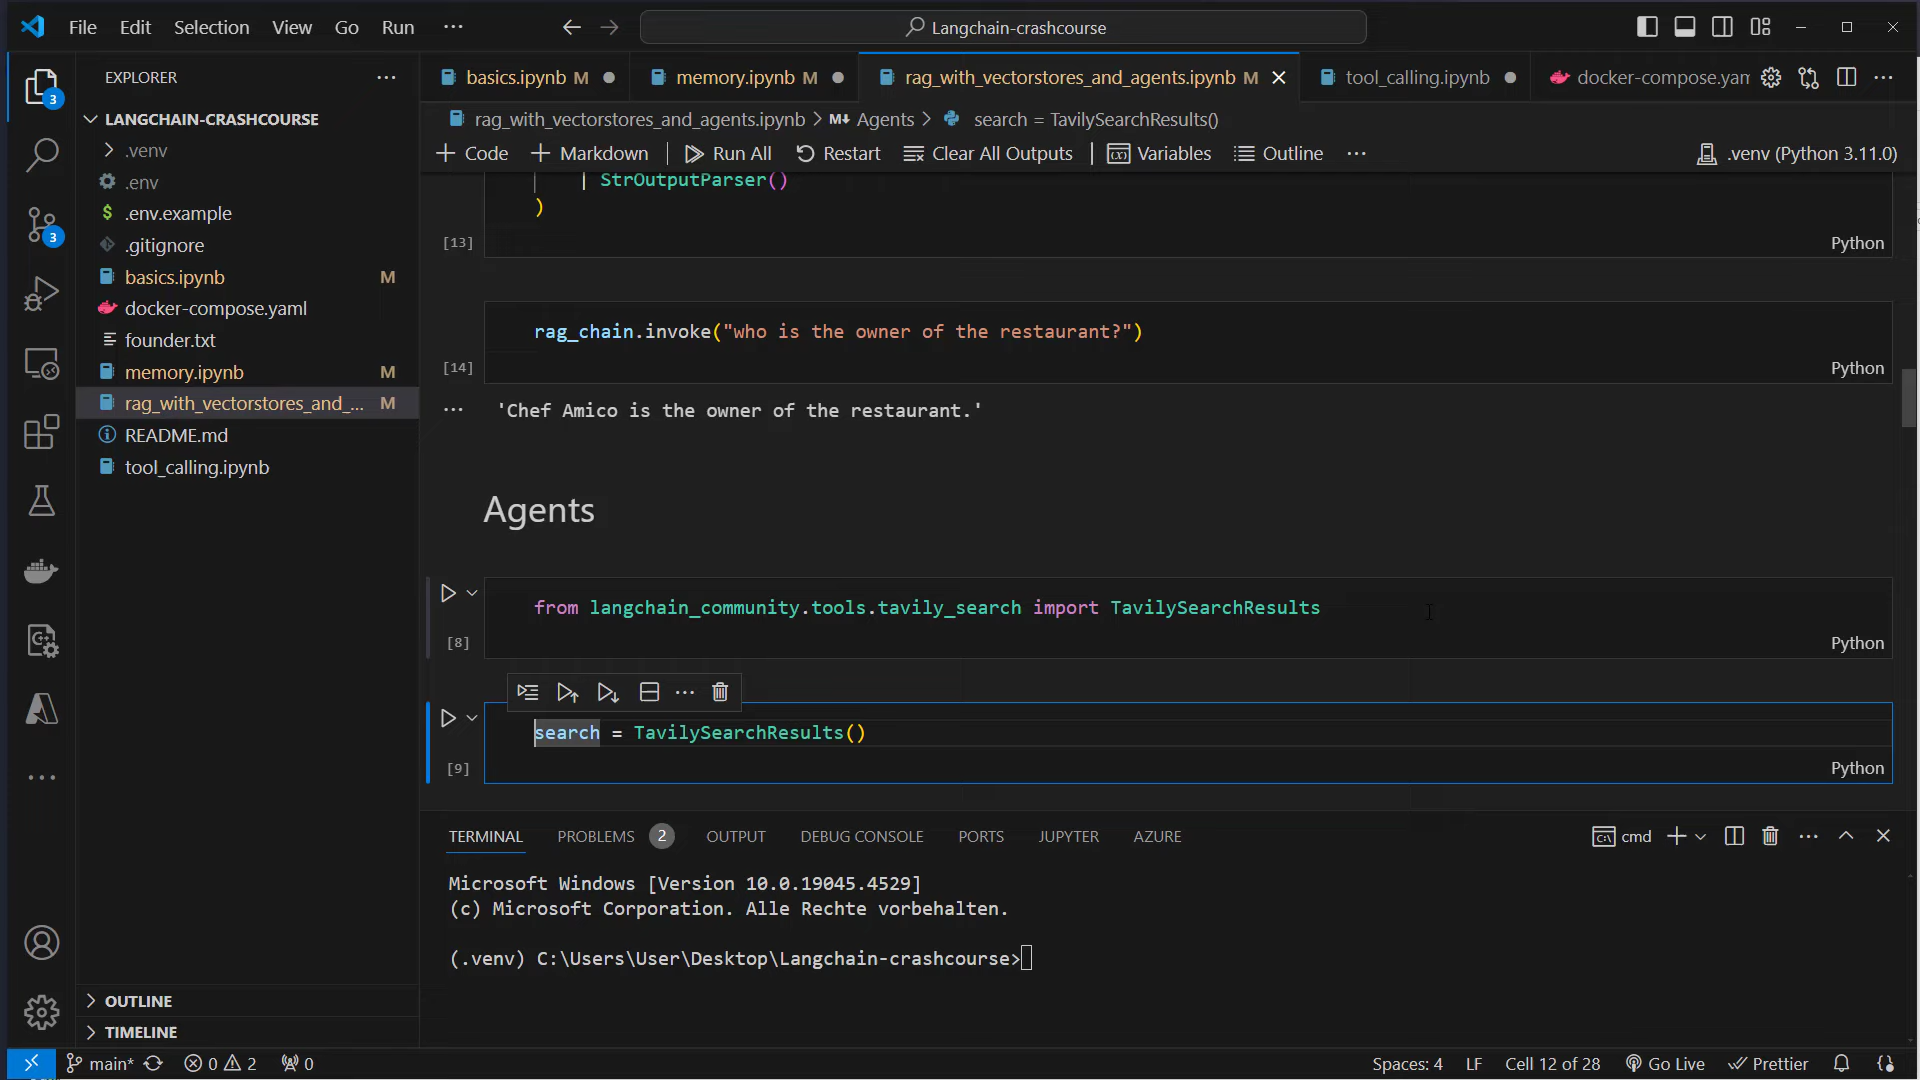 File Edit Selection View Go Run ···
Langchain-crashcourse
EXPLORER ···
LANGCHAIN-CRASHCOURSE
.venv
.env
.env.example
.gitignore
basics.ipynb M
docker-compose.yaml
founder.txt
memory.ipynb M
rag_with_vectorstores_and_... M
README.md
tool_calling.ipynb
OUTLINE
TIMELINE
3
3
basics.ipynb M memory.ipynb M rag_with_vectorstores_and_agents.ipynb M tool_calling.ipynb docker-compose.yam
rag_with_vectorstores_and_agents.ipynb > M↓ Agents > search = TavilySearchResults()
+ Code + Markdown Run All Restart Clear All Outputs Variables Outline ··· .venv (Python 3.11.0)
| StrOutputParser()
)
[13] Python
rag_chain.invoke("who is the owner of the restaurant?")
[14] Python
··· 'Chef Amico is the owner of the restaurant.'
Agents
from langchain_community.tools.tavily_search import TavilySearchResults
[8] Python
search = TavilySearchResults()
[9] Python
TERMINAL PROBLEMS 2 OUTPUT DEBUG CONSOLE PORTS JUPYTER AZURE cmd
Microsoft Windows [Version 10.0.19045.4529]
(c) Microsoft Corporation. Alle Rechte vorbehalten.
(.venv) C:\Users\User\Desktop\Langchain-crashcourse>
main* 0 2 0 Spaces: 4 LF Cell 12 of 28 Go Live Prettier